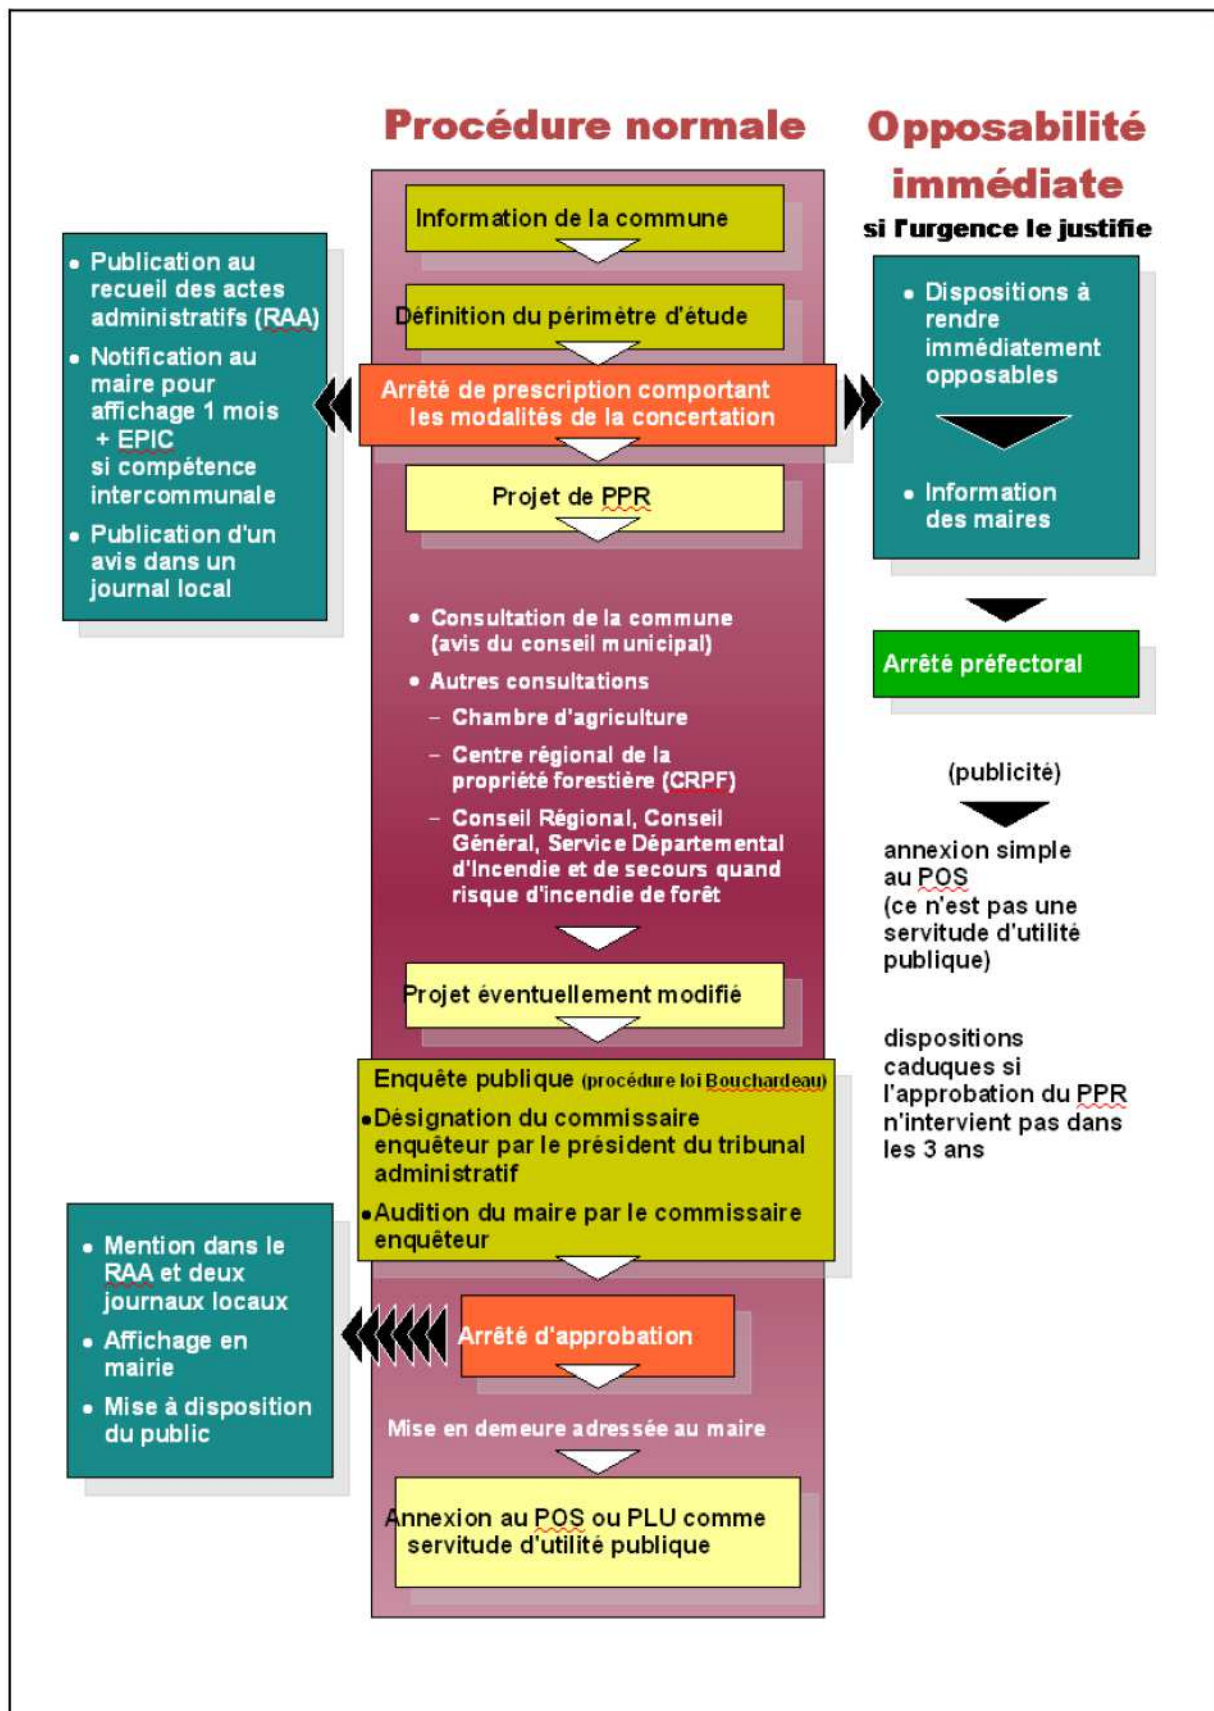 Procédure normale
Opposabilité
immédiate
si l'urgence le justifie
Information de la commune
Définition du périmètre d'étude
Arrêté de prescription comportant
les modalités de la concertation
• Publication au
recueil des actes
administratifs (RAA)
• Notification au
maire pour
affichage 1 mois
+ EPIC
si compétence
intercommunale
• Publication d'un
avis dans un
journal local
• Dispositions à
rendre
immédiatement
opposables
• Information
des maires
Arrêté préfectoral
(publicité)
annexion simple
au POS
(ce n'est pas une
servitude d'utilité
publique)
dispositions
caduques si
l'approbation du PPR
n'intervient pas dans
les 3 ans
Projet de PPR
• Consultation de la commune
(avis du conseil municipal)
• Autres consultations
– Chambre d'agriculture
– Centre régional de la
propriété forestière (CRPF)
– Conseil Régional, Conseil
Général, Service Départemental
d'Incendie et de secours quand
risque d'incendie de forêt
Projet éventuellement modifié
Enquête publique (procédure loi Bouchardeau)
• Désignation du commissaire
enquêteur par le président du tribunal
administratif
• Audition du maire par le commissaire
enquêteur
Arrêté d'approbation
• Mention dans le
RAA et deux
journaux locaux
• Affichage en
mairie
• Mise à disposition
du public
Mise en demeure adressée au maire
Annexion au POS ou PLU comme
servitude d'utilité publique